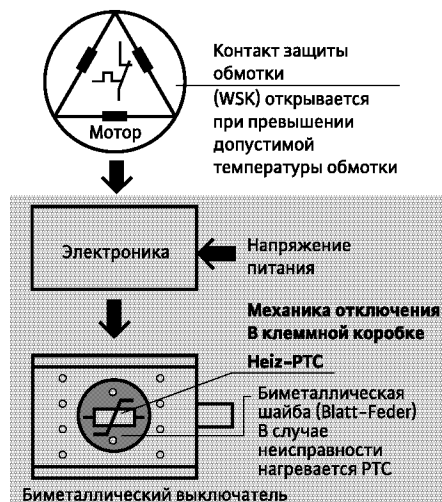 Контакт защиты
обмотки
(WSK) открывается
при превышении
допустимой
температуры обмотки
Мотор
Электроника
Напряжение
питания
Механика отключения
В клеммной коробке
Heiz-PTC
Биметаллическая
шайба (Blatt-Feder)
В случае
неисправности
нагревается PTC
Биметаллический выключатель